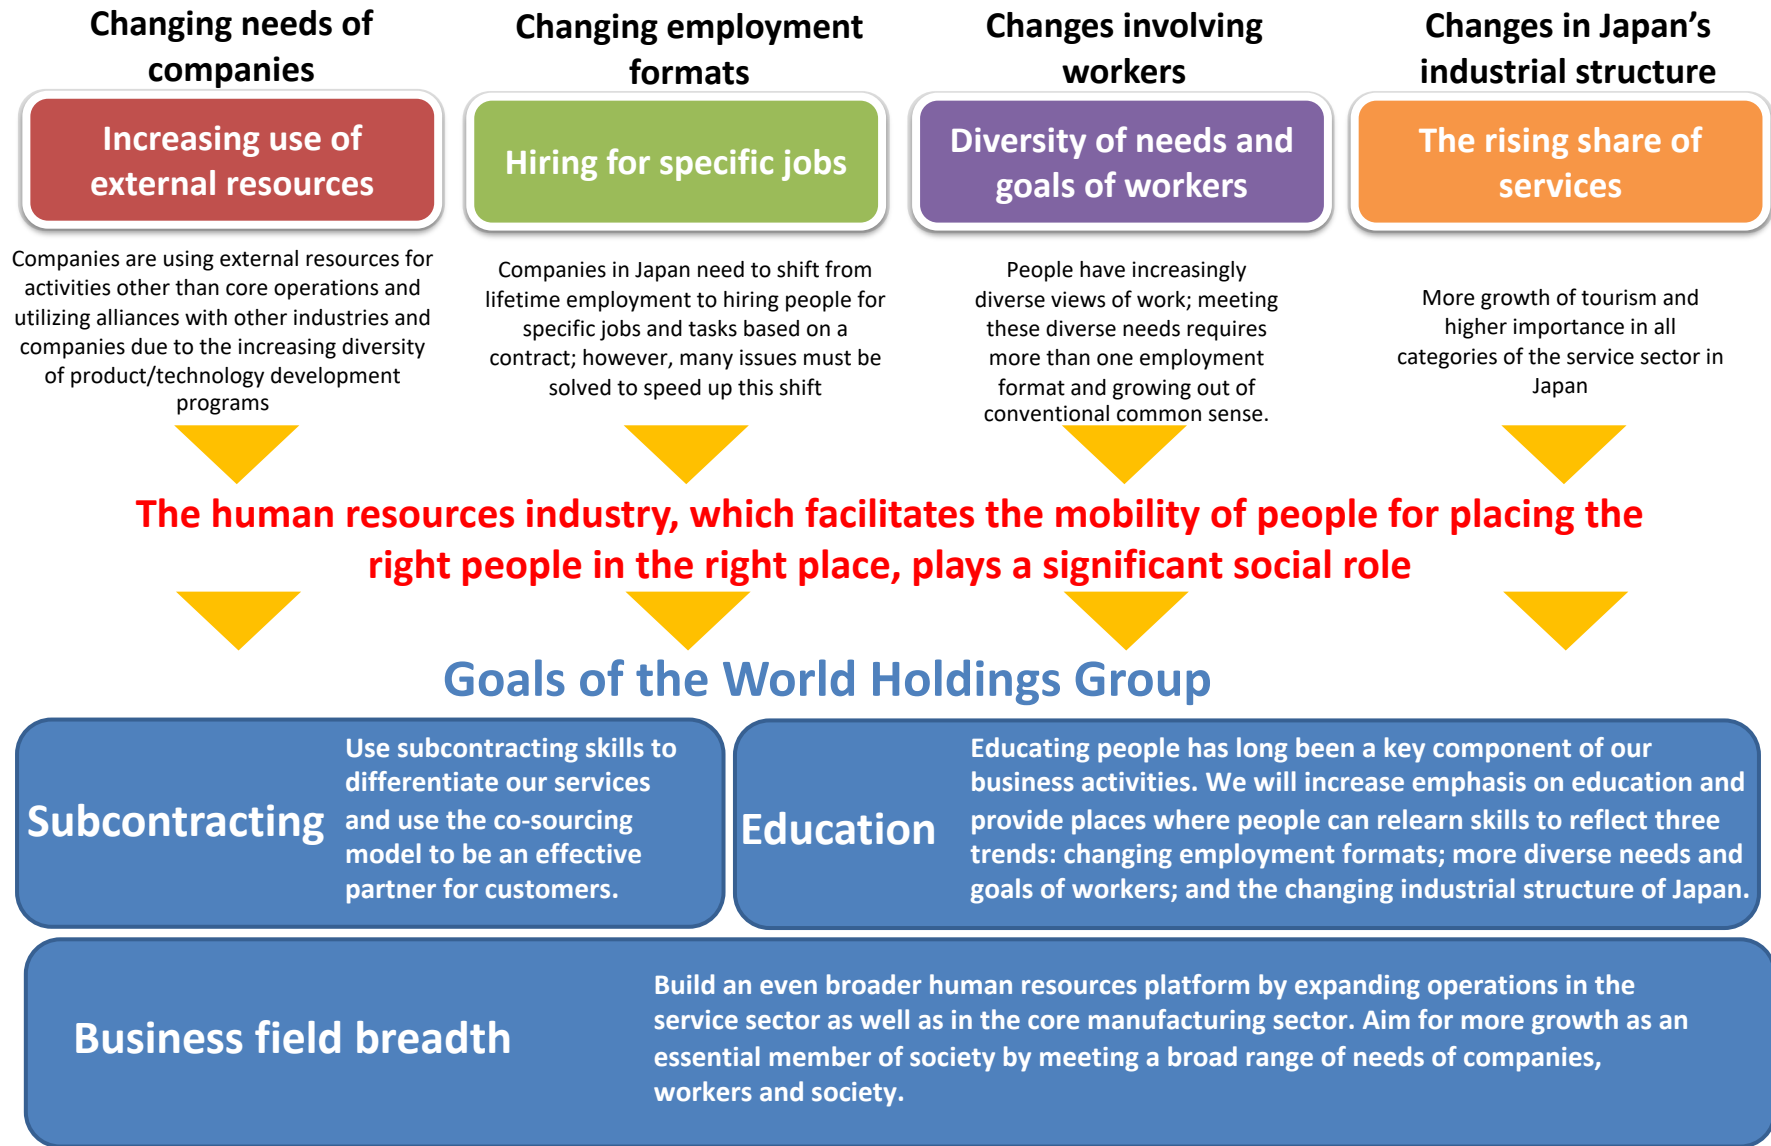 Changing needs of
companies
Increasing use of
external resources
Companies are using external resources for
activities other than core operations and
utilizing alliances with other industries and
companies due to the increasing diversity
of product/technology development
programs
Changing employment
formats
Hiring for specific jobs
Companies in Japan need to shift from
lifetime employment to hiring people for
specific jobs and tasks based on a
contract; however, many issues must be
solved to speed up this shift
Changes involving
workers
Diversity of needs and
goals of workers
People have increasingly
diverse views of work; meeting
these diverse needs requires
more than one employment
format and growing out of
conventional common sense.
Changes in Japan’s
industrial structure
The rising share of
services
More growth of tourism and
higher importance in all
categories of the service sector in
Japan
The human resources industry, which facilitates the mobility of people for placing the
right people in the right place, plays a significant social role
Goals of the World Holdings Group
Subcontracting
Use subcontracting skills to
differentiate our services
and use the co-sourcing
model to be an effective
partner for customers.
Education
Educating people has long been a key component of our
business activities. We will increase emphasis on education and
provide places where people can relearn skills to reflect three
trends: changing employment formats; more diverse needs and
goals of workers; and the changing industrial structure of Japan.
Business field breadth
Build an even broader human resources platform by expanding operations in the
service sector as well as in the core manufacturing sector. Aim for more growth as an
essential member of society by meeting a broad range of needs of companies,
workers and society.